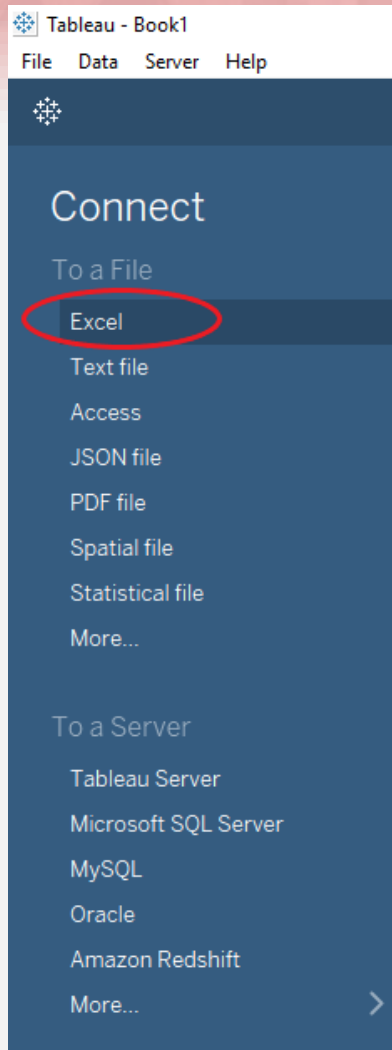 Tableau - Book1
File Data Server Help
Connect
To a File
Excel
Text file
Access
JSON file
PDF file
Spatial file
Statistical file
More...
To a Server
Tableau Server
Microsoft SQL Server
MySQL
Oracle
Amazon Redshift
More...